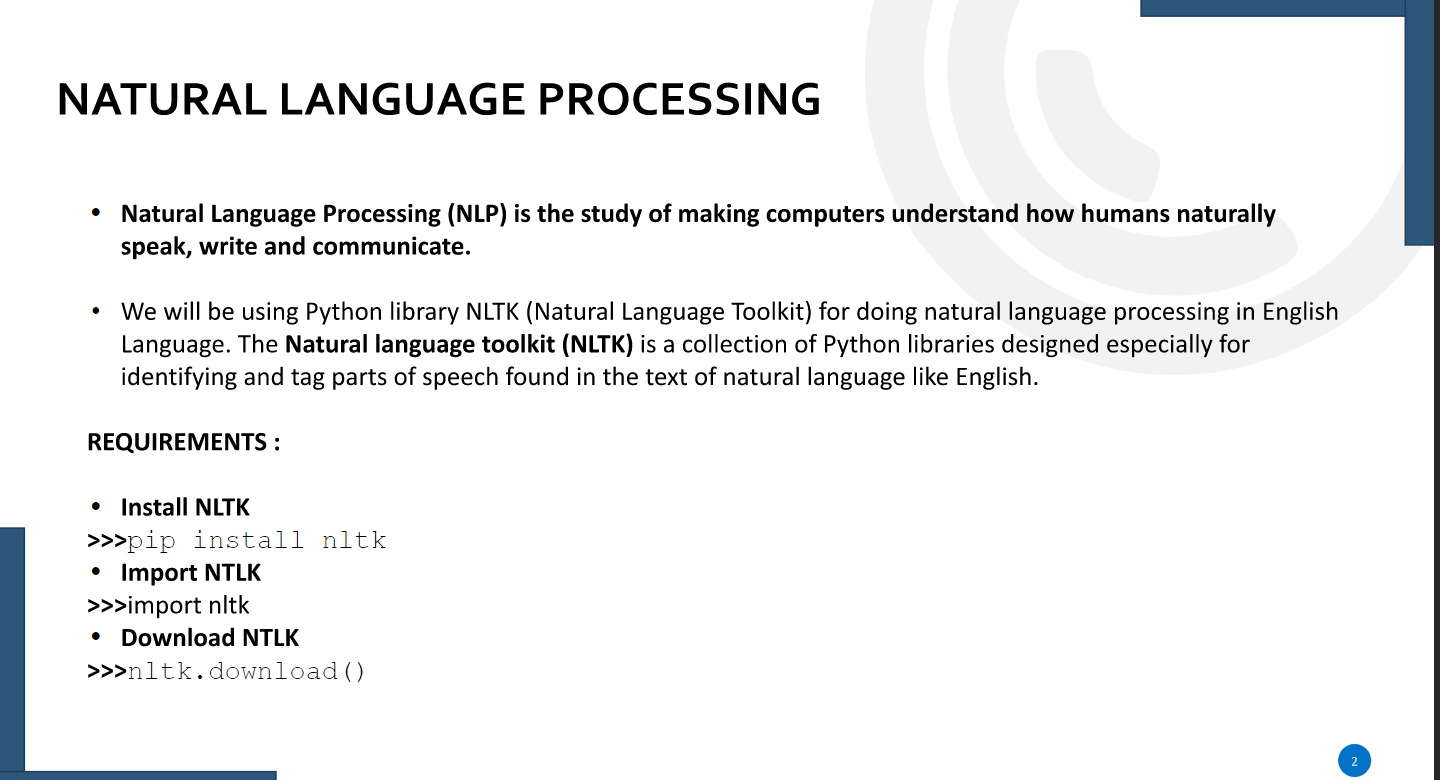 NATURAL LANGUAGE PROCESSING
• Natural Language Processing (NLP) is the study of making computers understand how humans naturally
speak, write and communicate.
• We will be using Python library NLTK (Natural Language Toolkit) for doing natural language processing in English
Language. The Natural language toolkit (NLTK) is a collection of Python libraries designed especially for
identifying and tag parts of speech found in the text of natural language like English.
REQUIREMENTS :
• Install NLTK
>>>pip install nltk
• Import NTLK
>>>import nltk
• Download NTLK
>>>nltk.download()
2